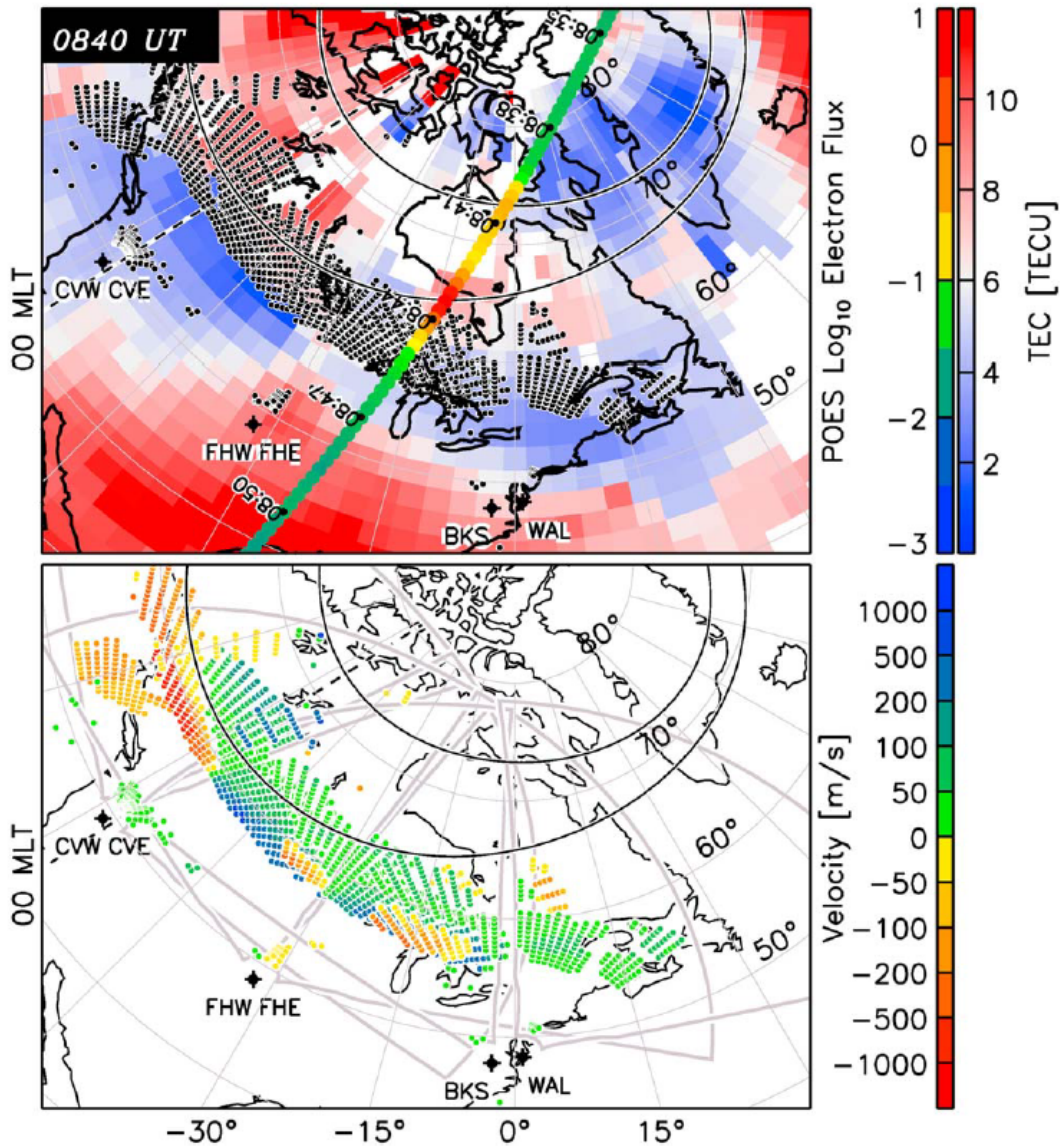 0840 UT
08:35
80°
08:38
70°
08:41
60°
50°
08:44
08:47
08:50
CVW CVE
FHW FHE
BKS WAL
00 MLT
POES Log10 Electron Flux
1
0
-1
-2
-3
TEC [TECU]
10
8
6
4
2
80°
70°
60°
50°
CVW CVE
FHW FHE
BKS WAL
00 MLT
Velocity [m/s]
1000
500
200
100
50
0
-50
-100
-200
-500
-1000
-30° -15° 0° 15°